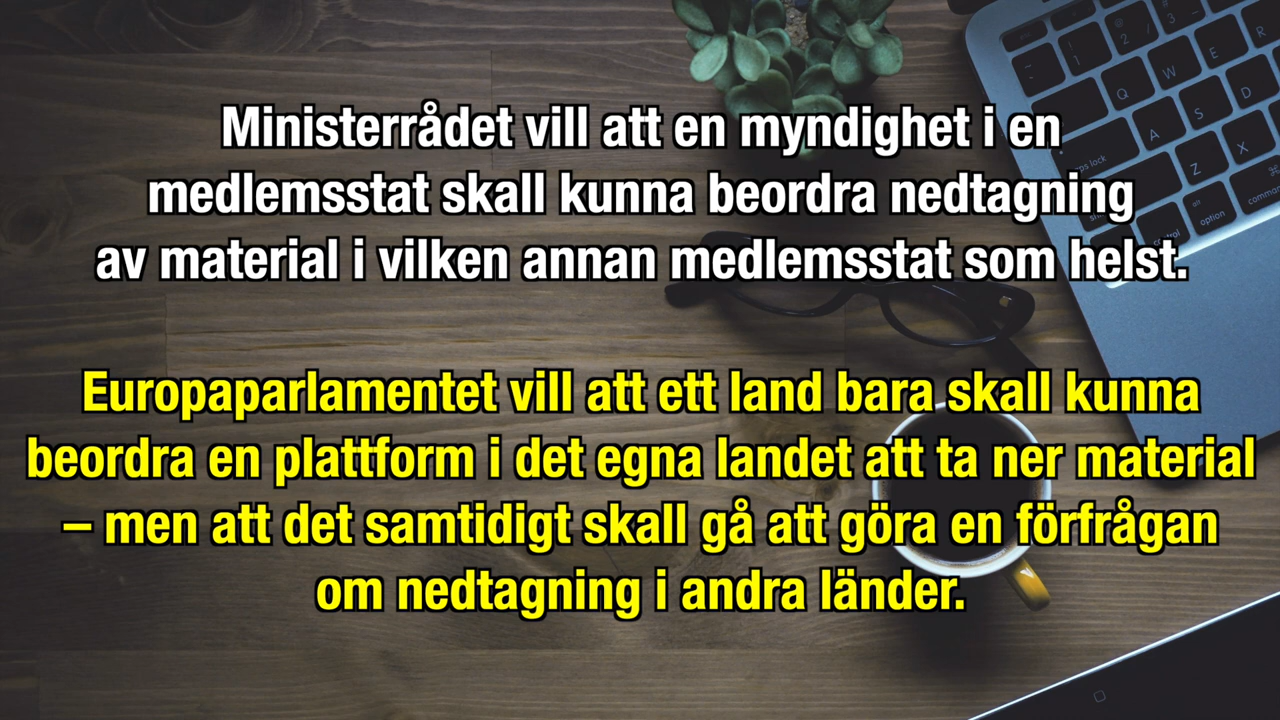 Ministerrådet vill att en myndighet i en
medlemsstat skall kunna beordra nedtagning
av material i vilken annan medlemsstat som helst.
Europaparlamentet vill att ett land bara skall kunna
beordra en plattform i det egna landet att ta ner material
– men att det samtidigt skall gå att göra en förfrågan
om nedtagning i andra länder.